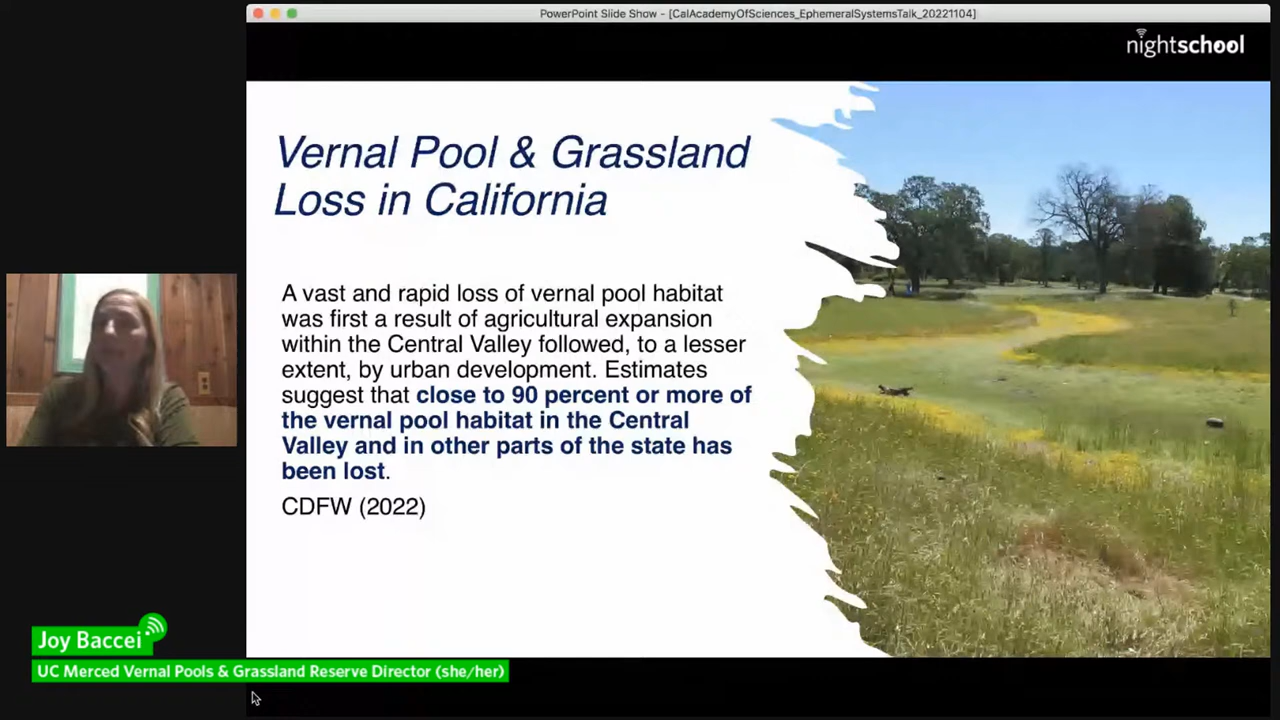 PowerPoint Slide Show - [CalAcademyOfSciences_EphemeralSystemsTalk_20221104]
nightschool
Vernal Pool & Grassland
Loss in California
A vast and rapid loss of vernal pool habitat
was first a result of agricultural expansion
within the Central Valley followed, to a lesser
extent, by urban development. Estimates
suggest that close to 90 percent or more of
the vernal pool habitat in the Central
Valley and in other parts of the state has
been lost.
CDFW (2022)
Joy Baccei
UC Merced Vernal Pools & Grassland Reserve Director (she/her)